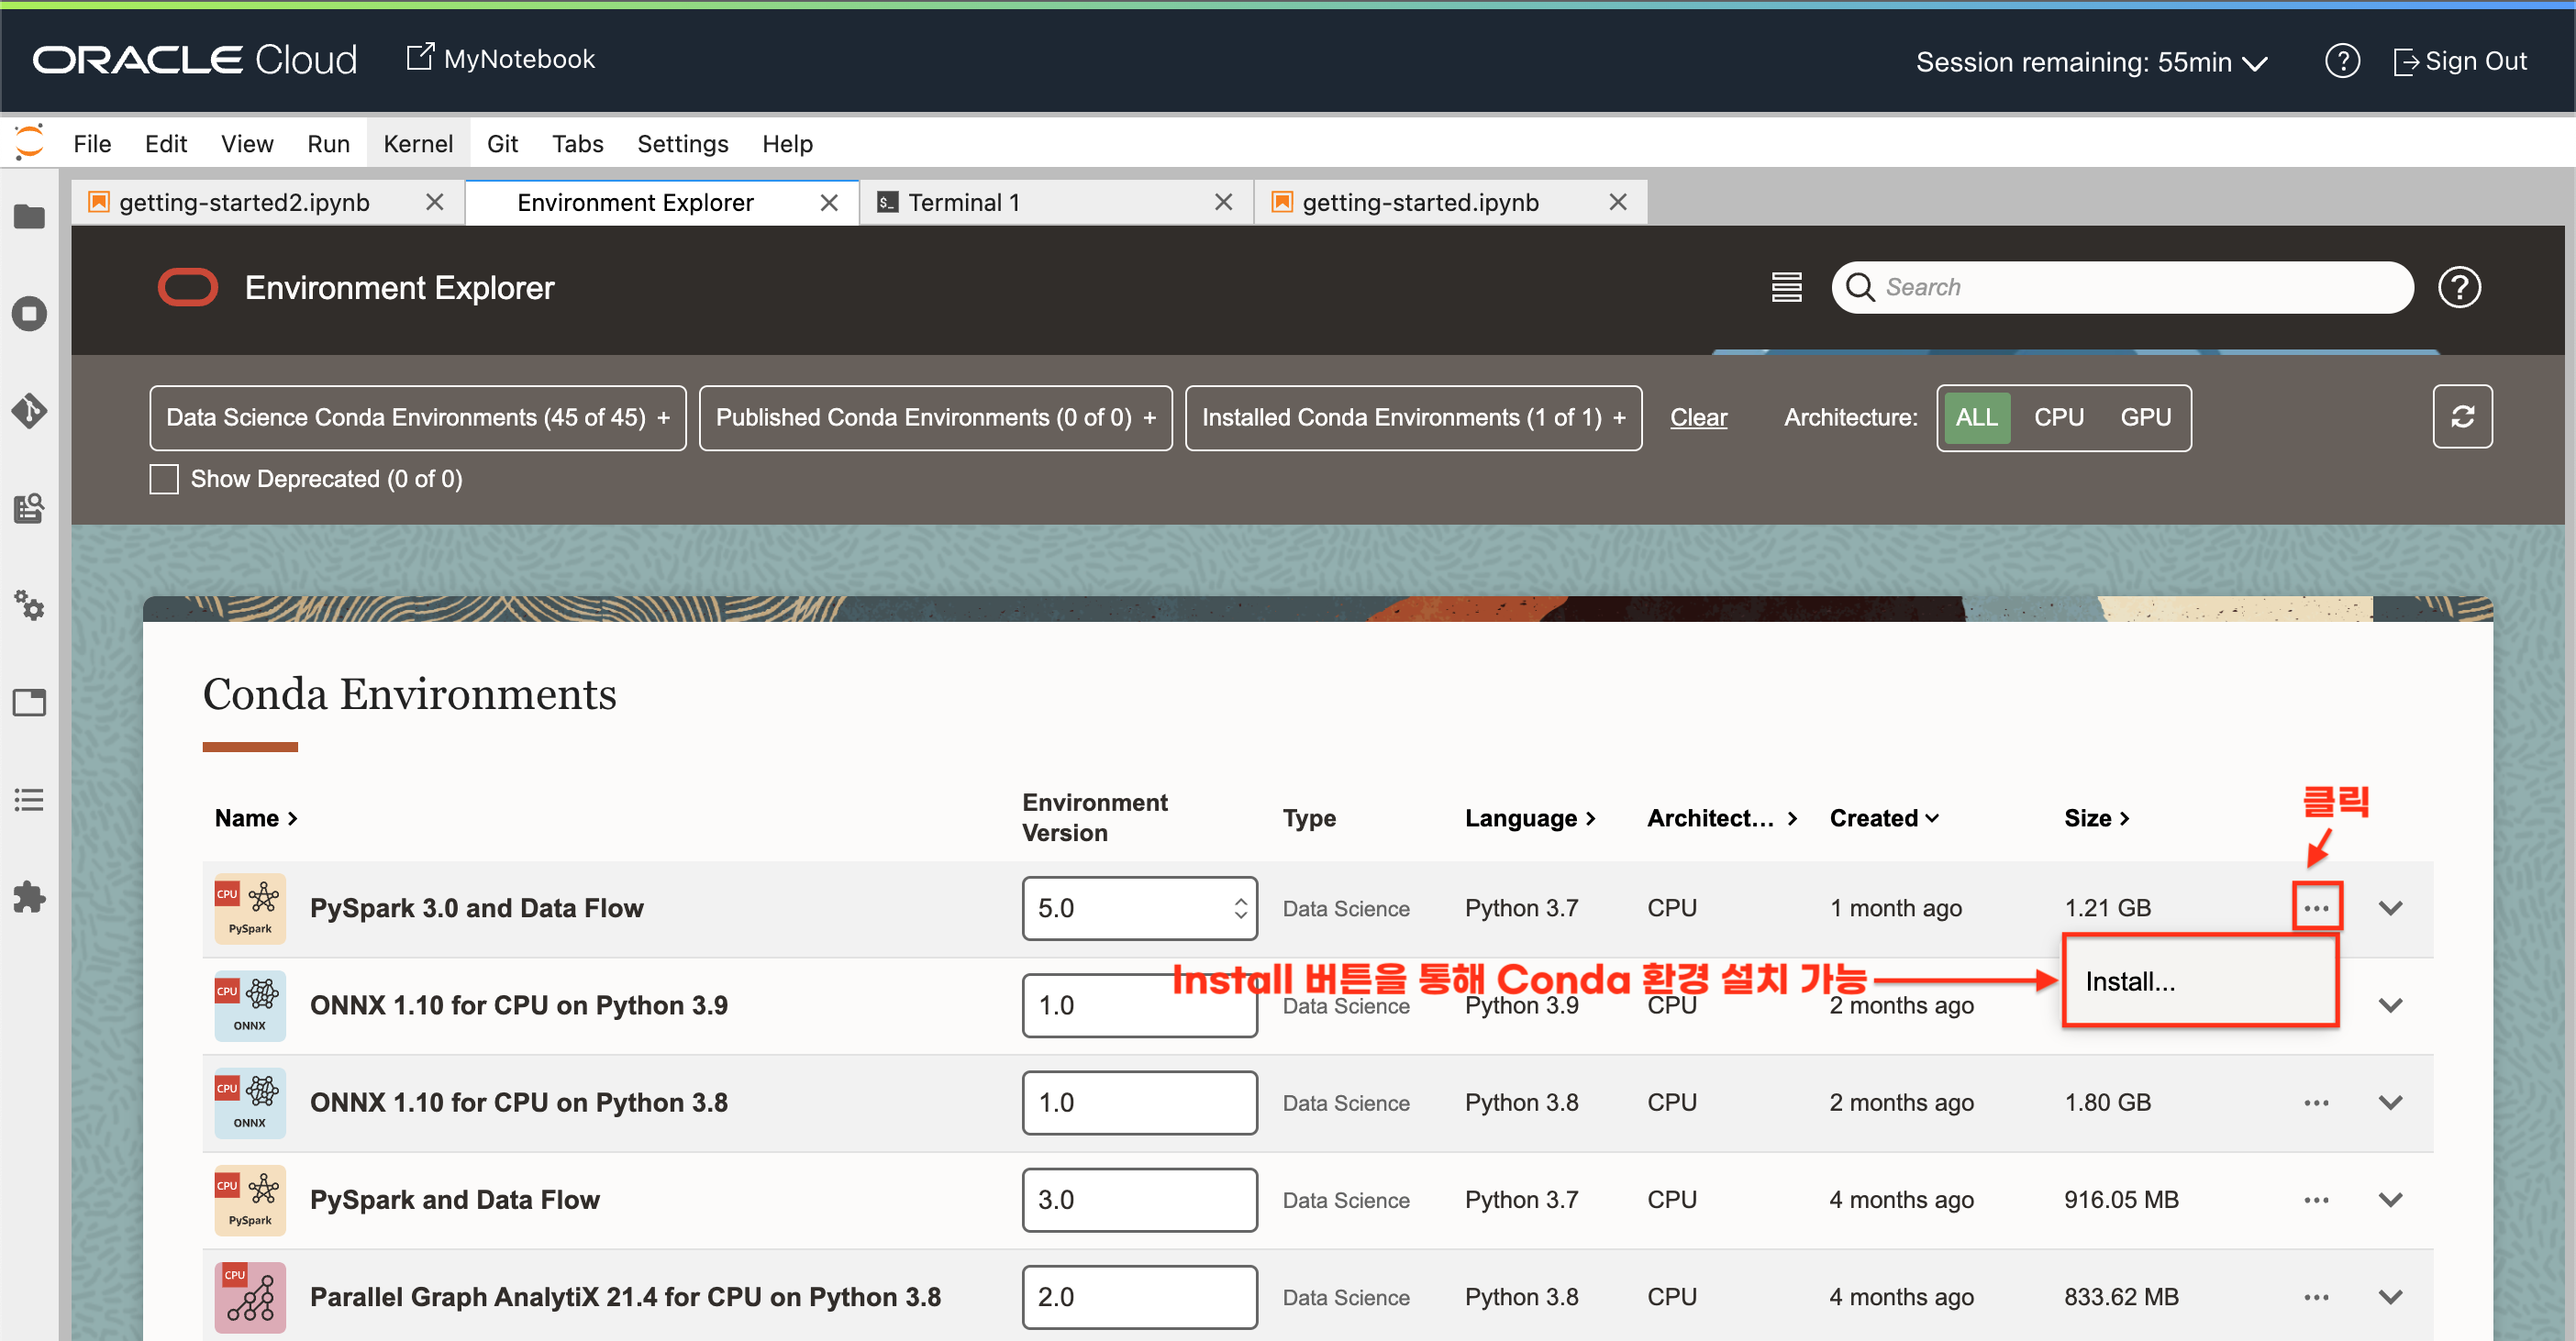 ORACLE Cloud MyNotebook Session remaining: 55min ? Sign Out
File Edit View Run Kernel Git Tabs Settings Help
getting-started2.ipynb Environment Explorer $_ Terminal 1 getting-started.ipynb
Environment Explorer Search ?
Data Science Conda Environments (45 of 45) + Published Conda Environments (0 of 0) + Installed Conda Environments (1 of 1) + Clear Architecture: ALL CPU GPU
Show Deprecated (0 of 0)
Conda Environments
클릭
Name Environment Version Type Language Architect... Created Size
CPU PySpark PySpark 3.0 and Data Flow 5.0 Data Science Python 3.7 CPU 1 month ago 1.21 GB ...
Install 버튼을 통해 Conda 환경 설치 가능 Install...
CPU ONNX ONNX 1.10 for CPU on Python 3.9 1.0 Data Science Python 3.9 CPU 2 months ago
CPU ONNX ONNX 1.10 for CPU on Python 3.8 1.0 Data Science Python 3.8 CPU 2 months ago 1.80 GB ...
CPU PySpark PySpark and Data Flow 3.0 Data Science Python 3.7 CPU 4 months ago 916.05 MB ...
CPU Parallel Graph AnalytiX 21.4 for CPU on Python 3.8 2.0 Data Science Python 3.8 CPU 4 months ago 833.62 MB ...